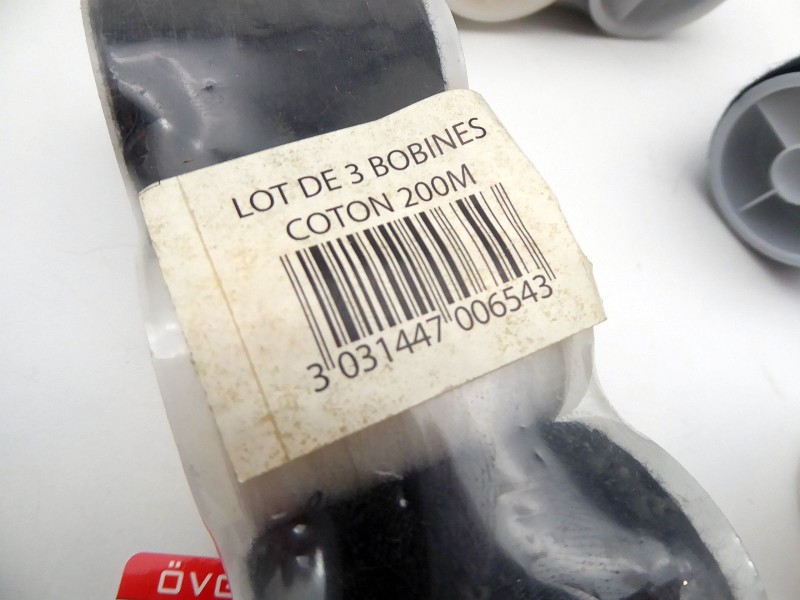 LOT DE 3 BOBINES
COTON 200M
3 031447 006543